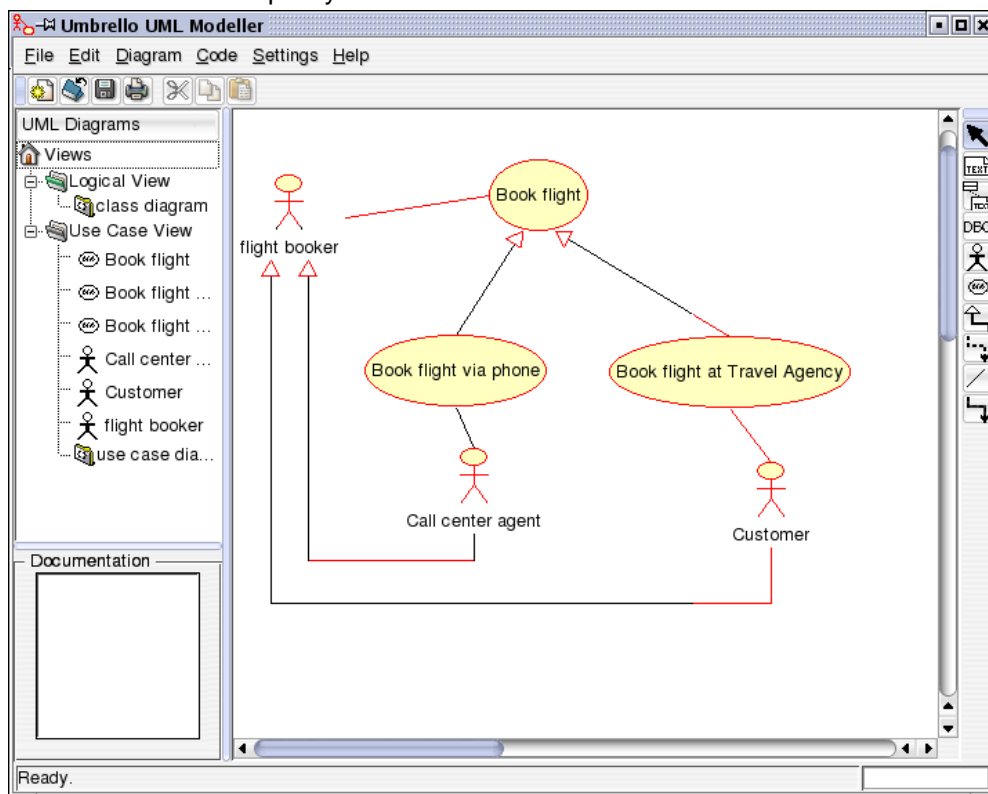 Umbrello UML Modeller
File Edit Diagram Code Settings Help
UML Diagrams
Views
Logical View
class diagram
Use Case View
Book flight
Book flight ...
Book flight ...
Call center ...
Customer
flight booker
use case dia...
Documentation
flight booker
Book flight
Book flight via phone
Book flight at Travel Agency
Call center agent
Customer
TEXT
Ready.